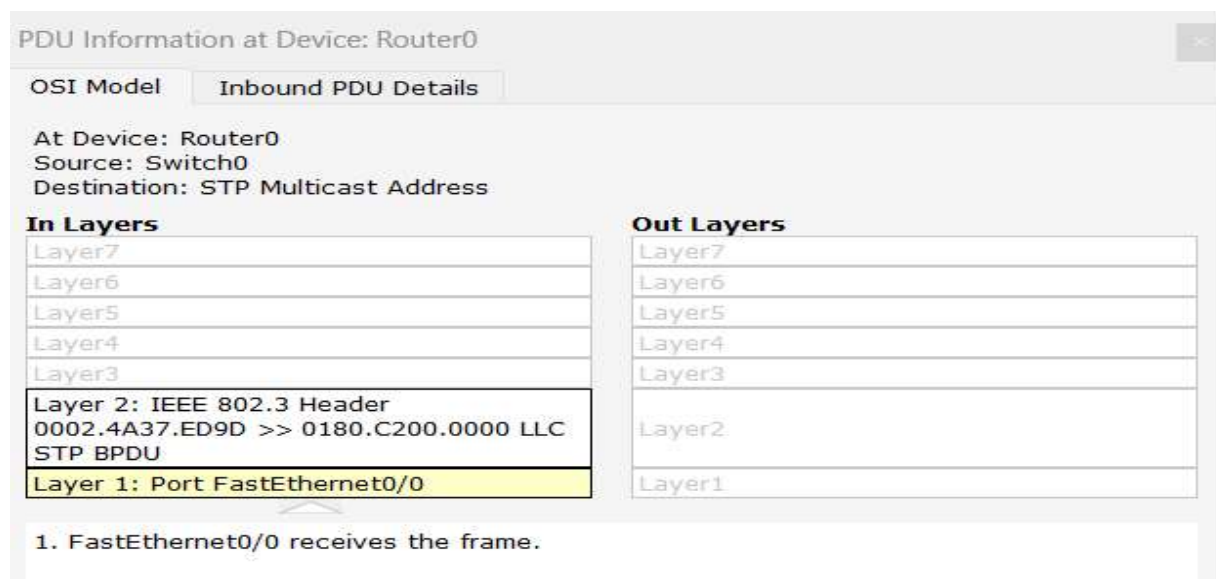 PDU Information at Device: Router0
OSI Model
Inbound PDU Details
At Device: Router0
Source: Switch0
Destination: STP Multicast Address
In Layers
Layer7
Layer6
Layer5
Layer4
Layer3
Layer 2: IEEE 802.3 Header
0002.4A37.ED9D >> 0180.C200.0000 LLC
STP BPDU
Layer 1: Port FastEthernet0/0
Out Layers
Layer7
Layer6
Layer5
Layer4
Layer3
Layer2
Layer1
1. FastEthernet0/0 receives the frame.